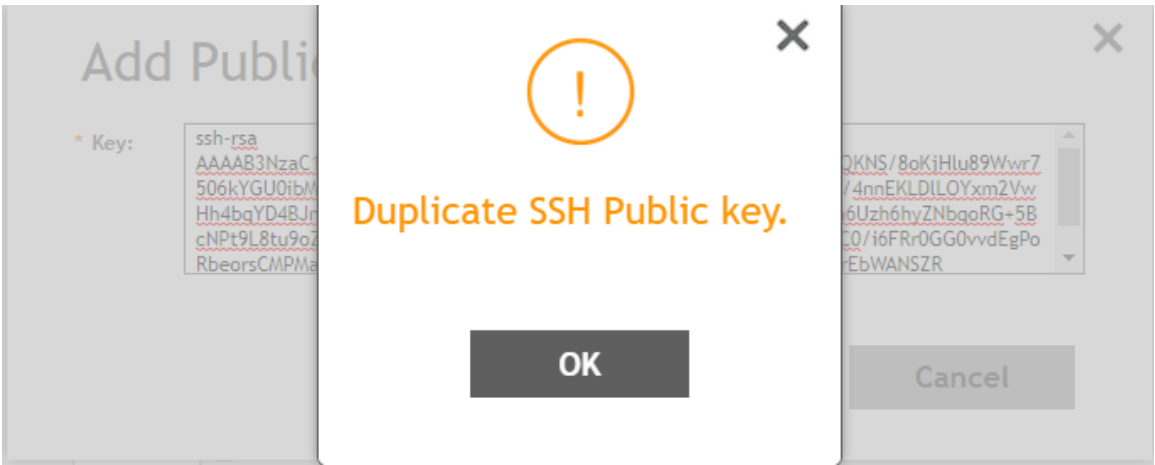 Add Publi
* Key:
ssh-rsa
AAAAB3NzaC1 QKNS/8oKjHlu89Wwr7
506kYGU0ibM /4nnEKLDlLOYxm2Vw
Hh4bqYD4BJr 6Uzh6hyZNbqoRG+5B
cNPt9L8tu9oZ C0/i6FRr0GG0vvdEgPo
RbeorsCMPMa rEbWANSZR
!
Duplicate SSH Public key.
OK
Cancel